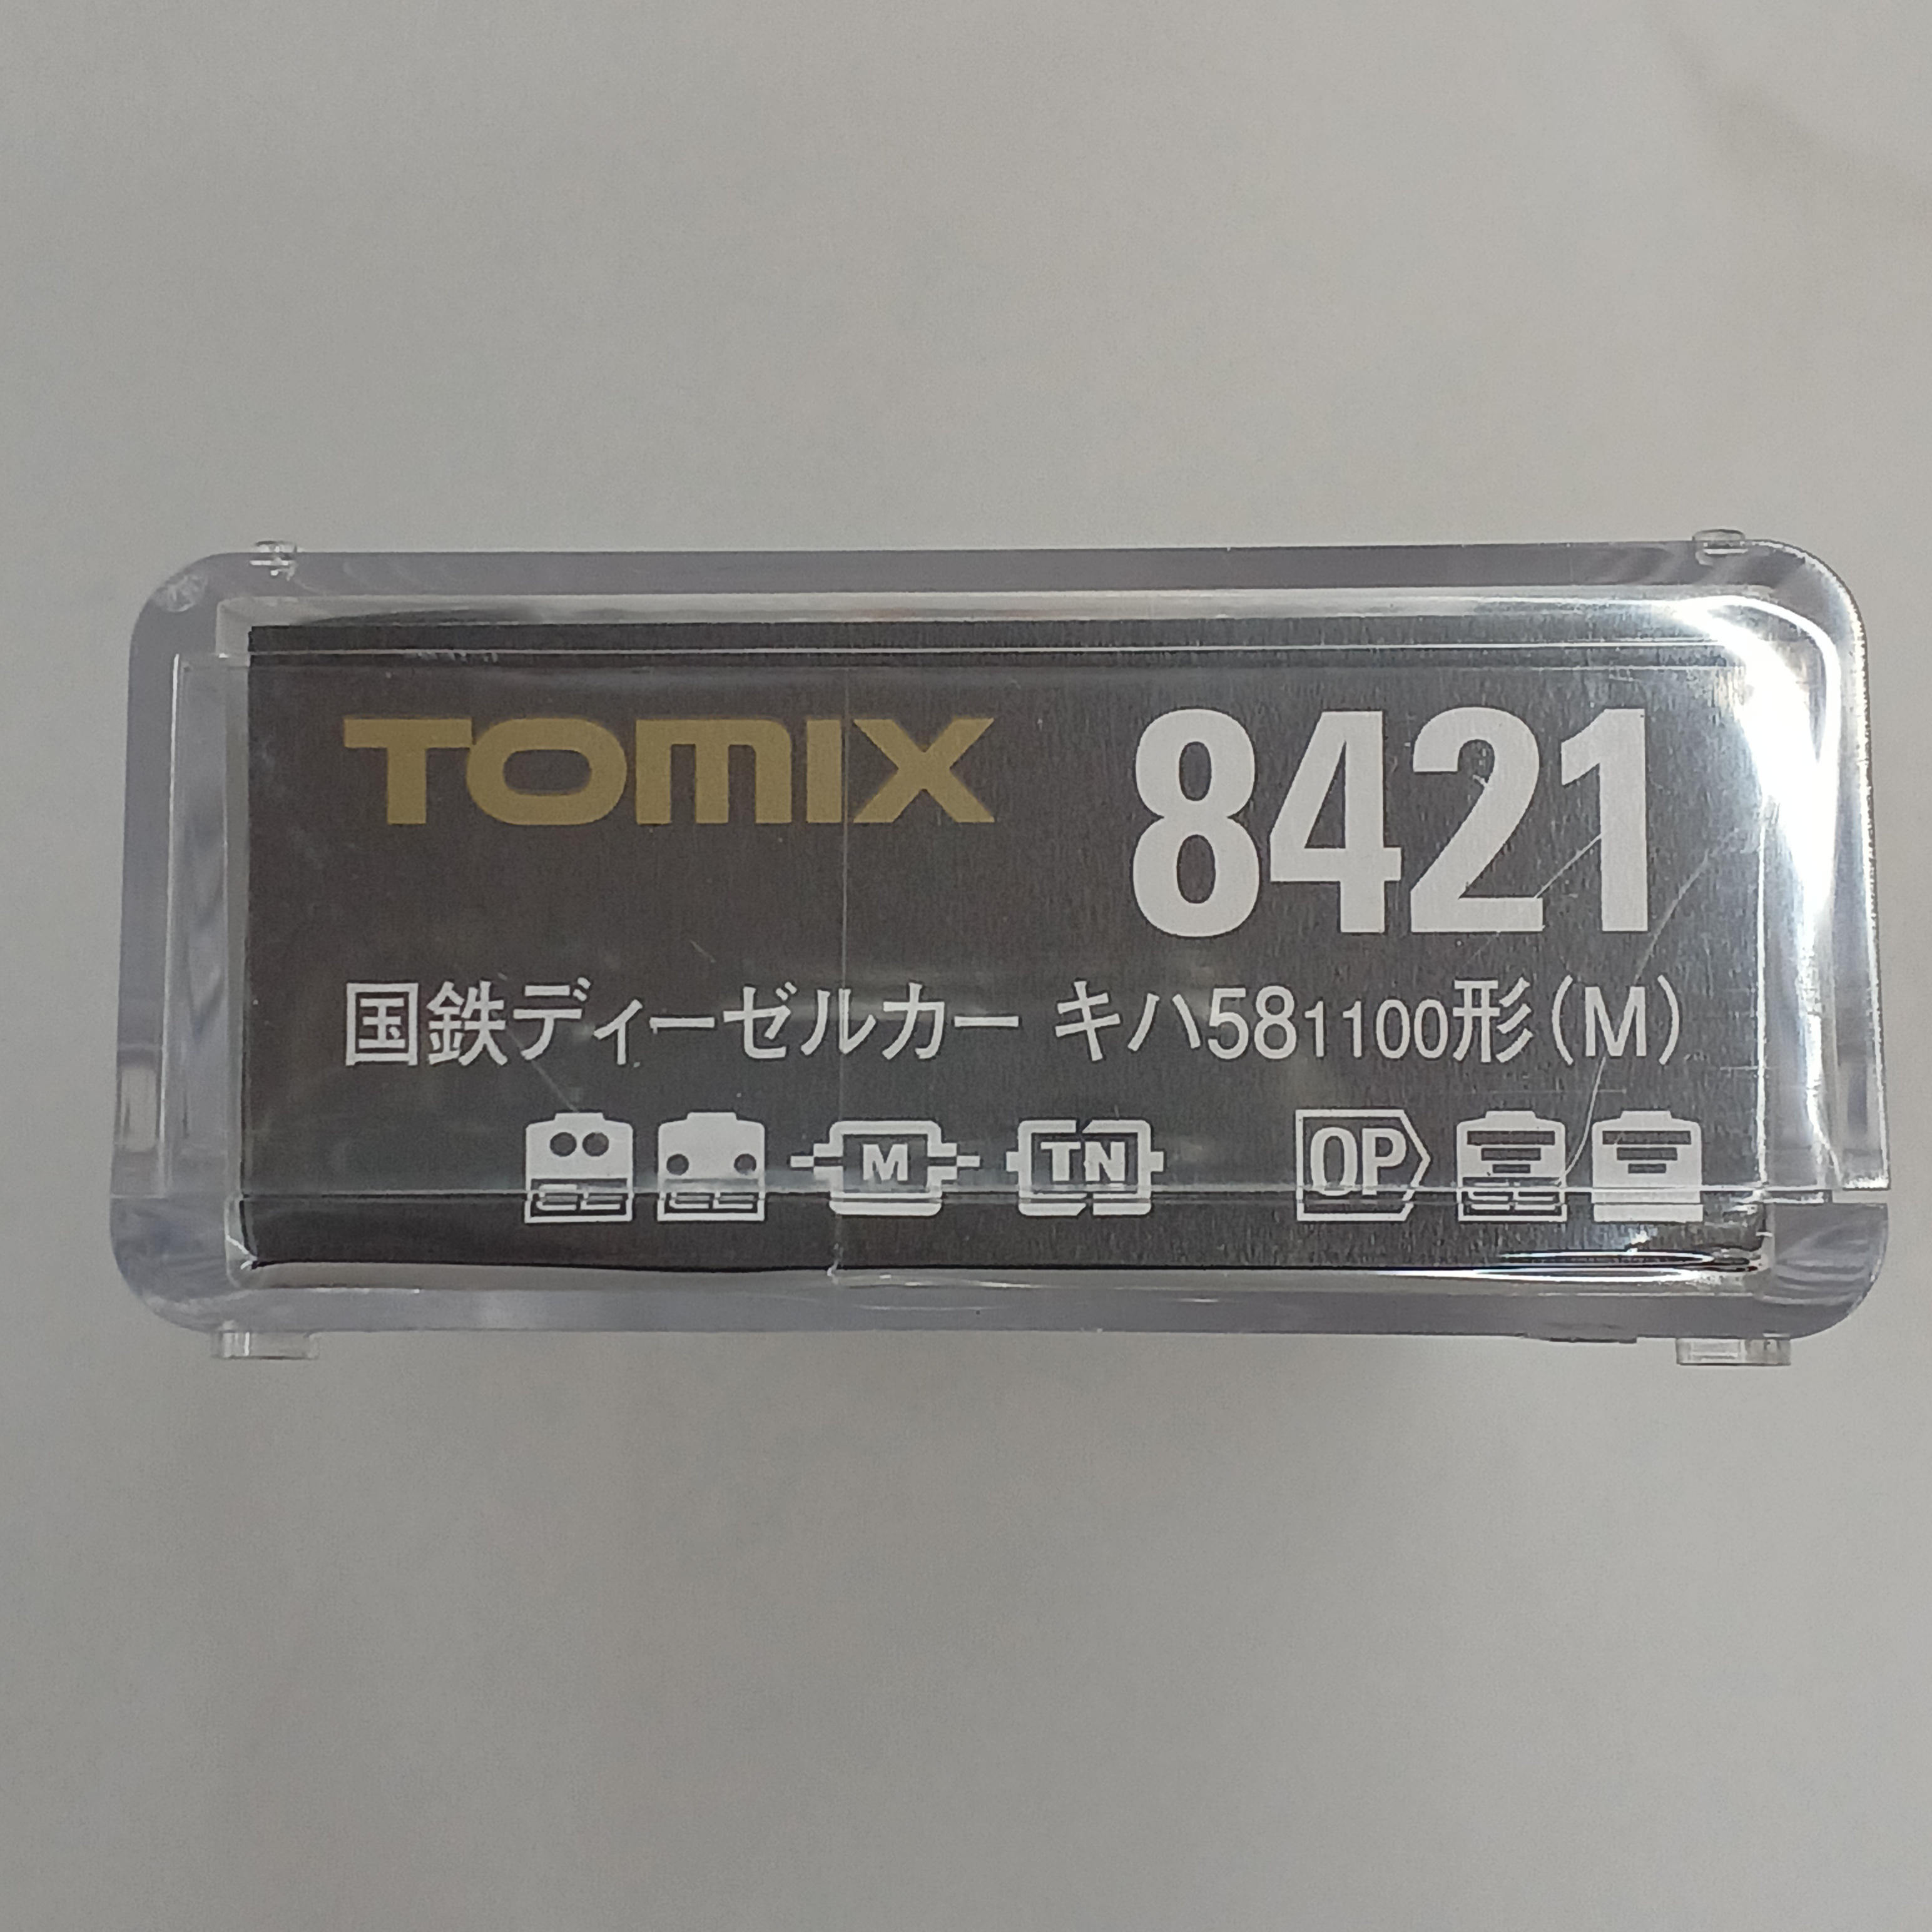 TOMIX 8421
国鉄ディーゼルカー キハ581100形(M)
M TN OP